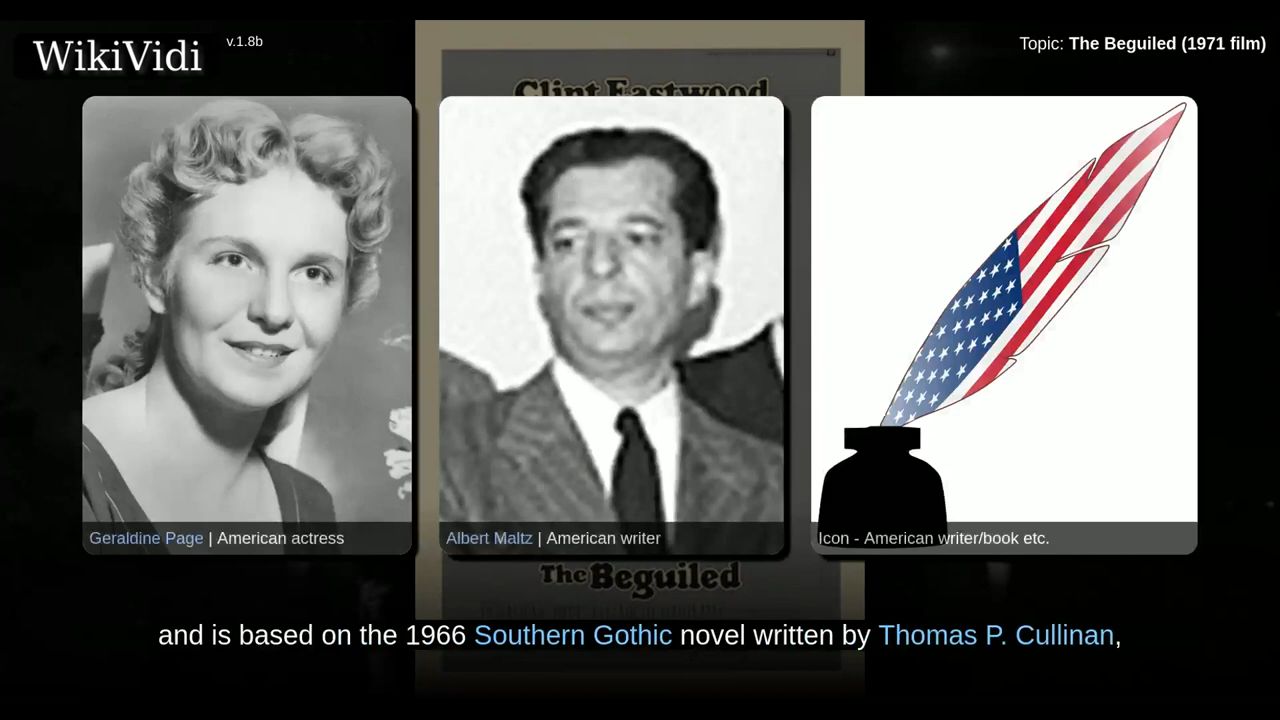 WikiVidi
v.1.8b
Topic: The Beguiled (1971 film)
Clint Eastwood
Geraldine Page | American actress
Albert Maltz | American writer
Icon - American writer/book etc.
The Beguiled
and is based on the 1966 Southern Gothic novel written by Thomas P. Cullinan,